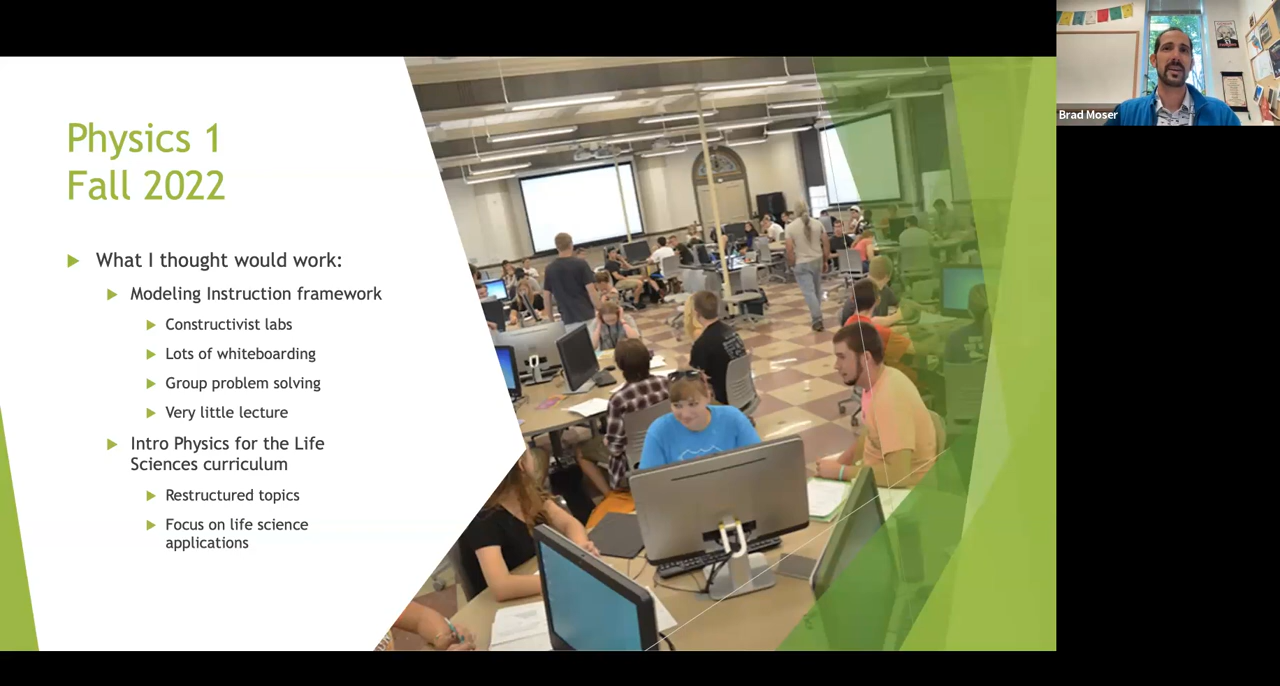 Physics 1
Fall 2022
What I thought would work:
Modeling Instruction framework
Constructivist labs
Lots of whiteboarding
Group problem solving
Very little lecture
Intro Physics for the Life
Sciences curriculum
Restructured topics
Focus on life science
applications
Brad Moser